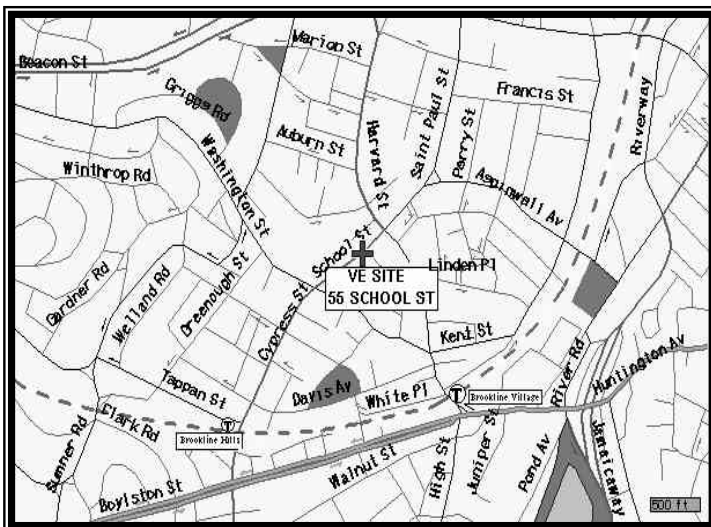 Beacon St
Marion St
Griggs Rd
Francis St
Saint Paul St
Riverway
Auburn St
Harvard St
Perry St
Winthrop Rd
Washington St
Aspinwall Av
School St
Linden Pl
VE SITE
55 SCHOOL ST
Gardner Rd
Welland Rd
Greenough St
Cypress St
Kent St
River Rd
Huntington Av
Tappan St
Davis Av
White Pl
T
Brookline Village
T
Brookline Hills
Clark Rd
Sumner Rd
Walnut St
High St
Juniper St
Pond Av
Jamaicaway
Boylston St
500 ft